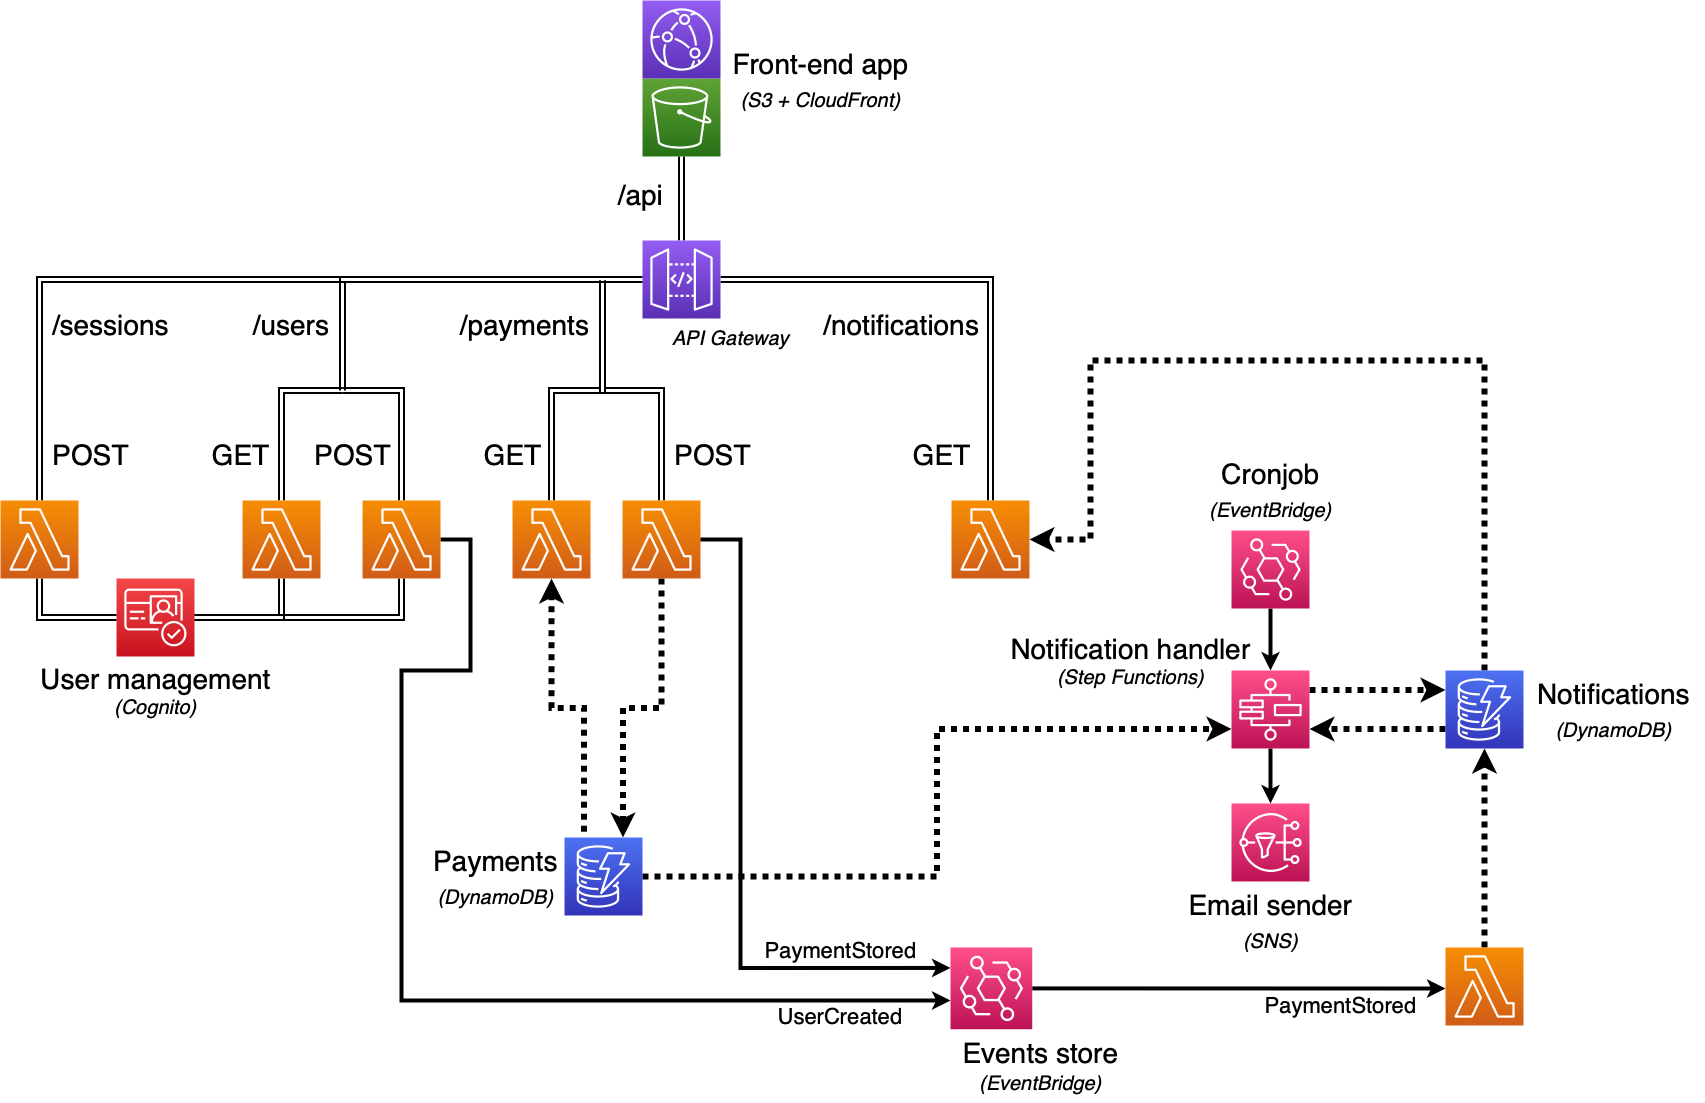 Front-end app
(S3 + CloudFront)
/api
API Gateway
/sessions
/users
/payments
/notifications
POST
GET
POST
GET
POST
GET
Cronjob
(EventBridge)
Notification handler
(Step Functions)
User management
(Cognito)
Notifications
(DynamoDB)
Payments
(DynamoDB)
Email sender
(SNS)
PaymentStored
UserCreated
PaymentStored
Events store
(EventBridge)